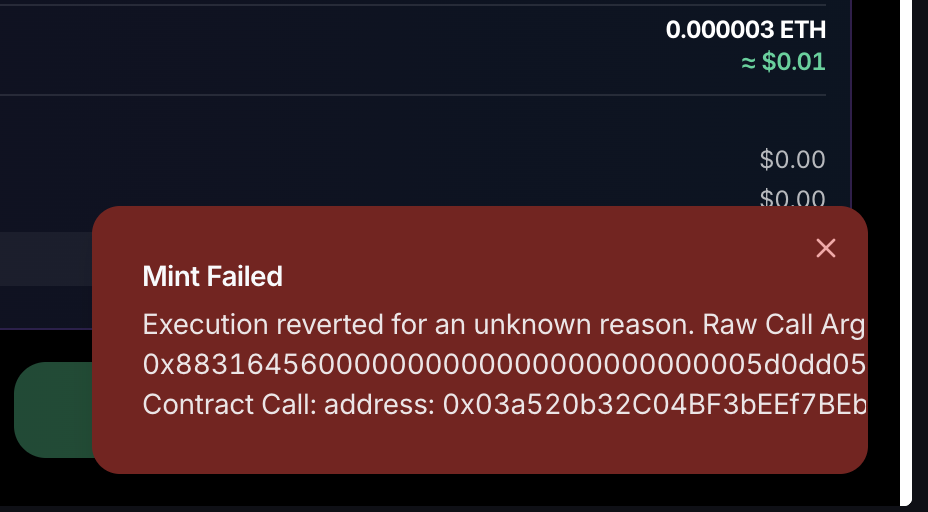 0.000003 ETH
≈ $0.01
$0.00
$0.00
Mint Failed
Execution reverted for an unknown reason. Raw Call Arg
0x88316456000000000000000000000000005d0dd05
Contract Call: address: 0x03a520b32C04BF3bEEf7BEb